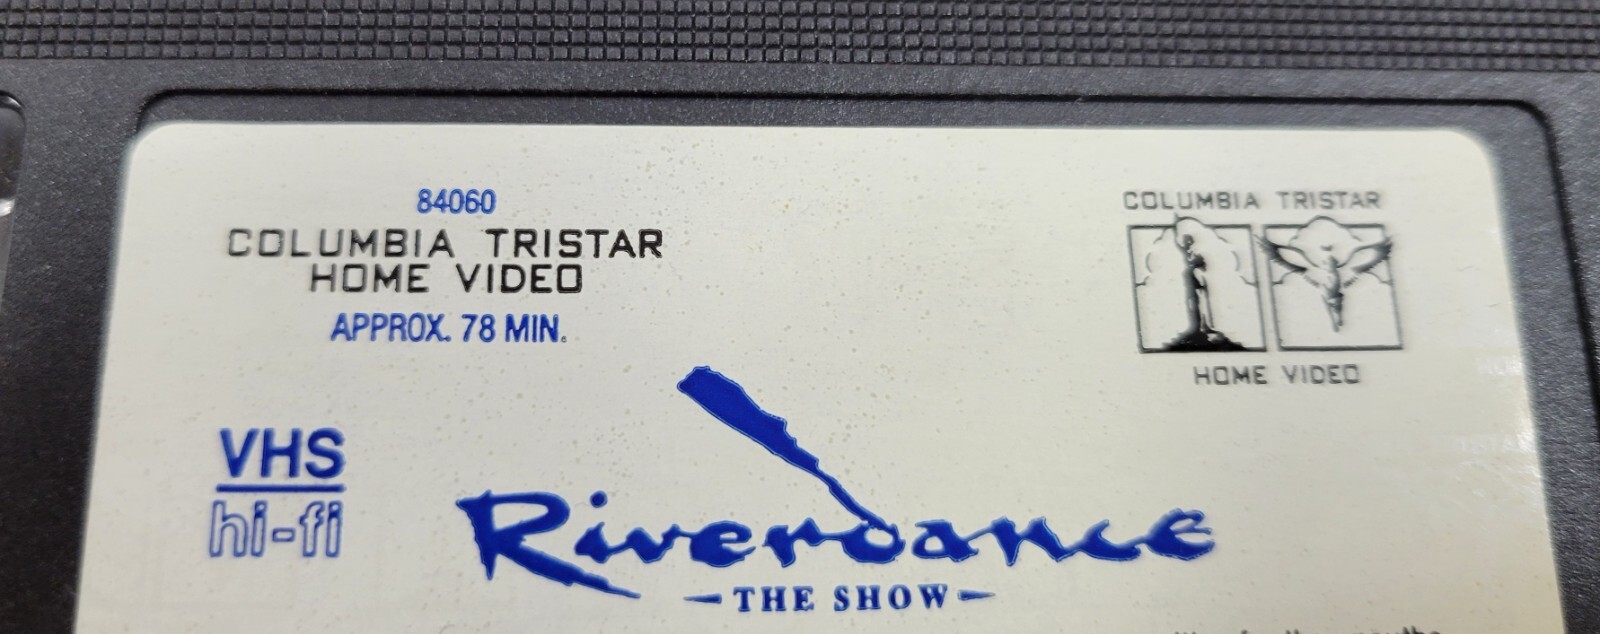 84060
COLUMBIA TRISTAR
HOME VIDEO
APPROX. 78 MIN.
COLUMBIA TRISTAR
HOME VIDEO
VHS
hi-fi
Riverdance
THE SHOW